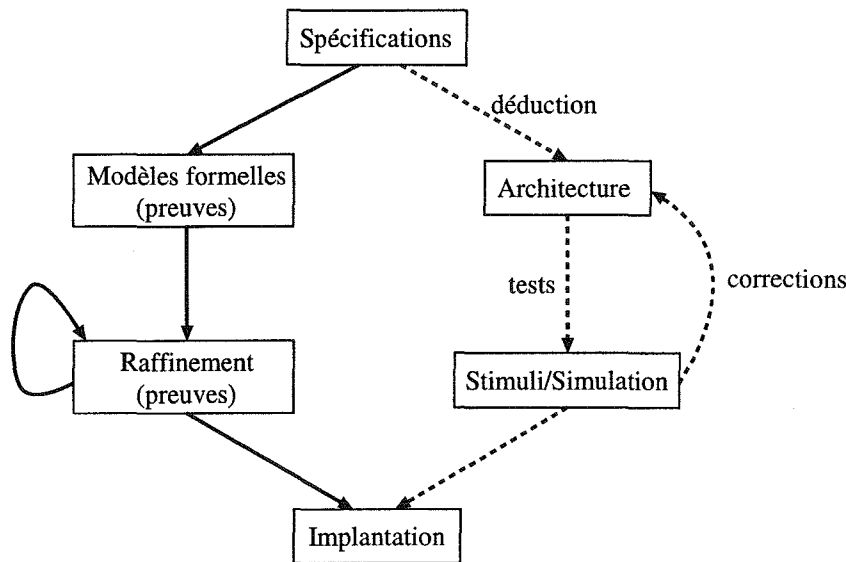 Spécifications
déduction
Modèles formelles
(preuves)
Architecture
tests
corrections
Raffinement
(preuves)
Stimuli/Simulation
Implantation